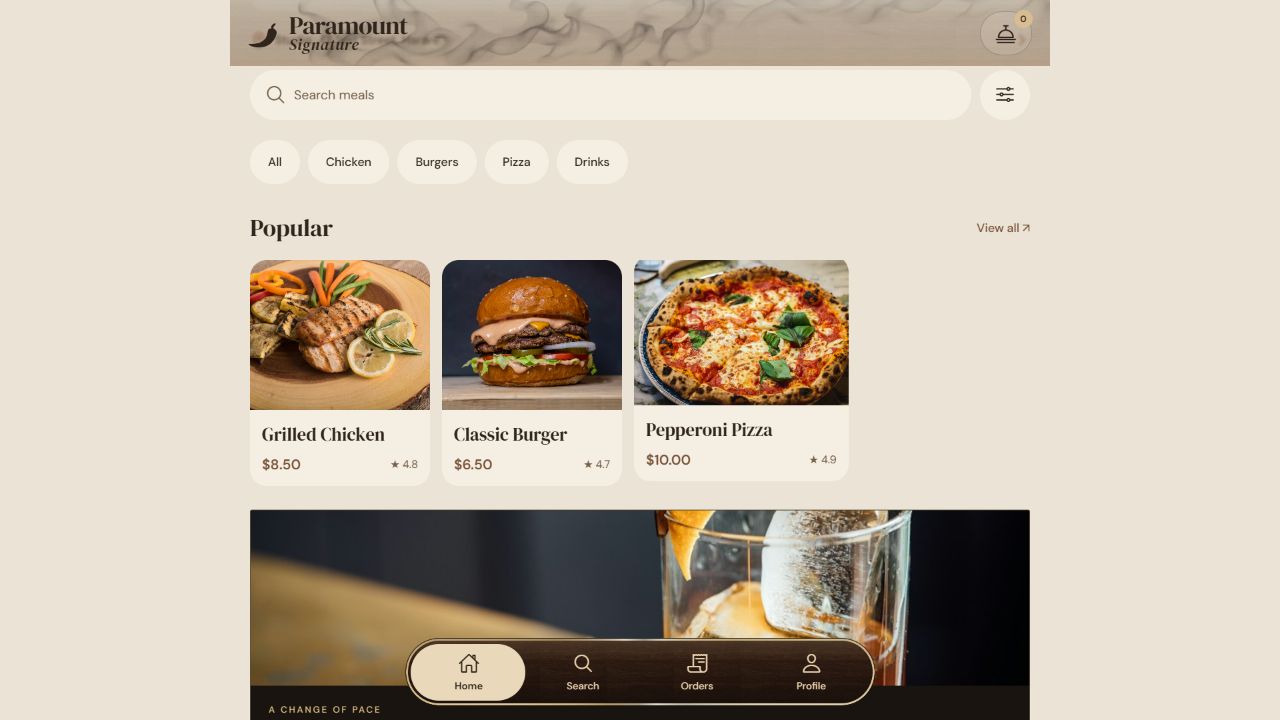 Paramount
Signature
0
Search meals
All
Chicken
Burgers
Pizza
Drinks
Popular
View all
Grilled Chicken
$8.50
★ 4.8
Classic Burger
$6.50
★ 4.7
Pepperoni Pizza
$10.00
★ 4.9
Home
Search
Orders
Profile
A CHANGE OF PACE